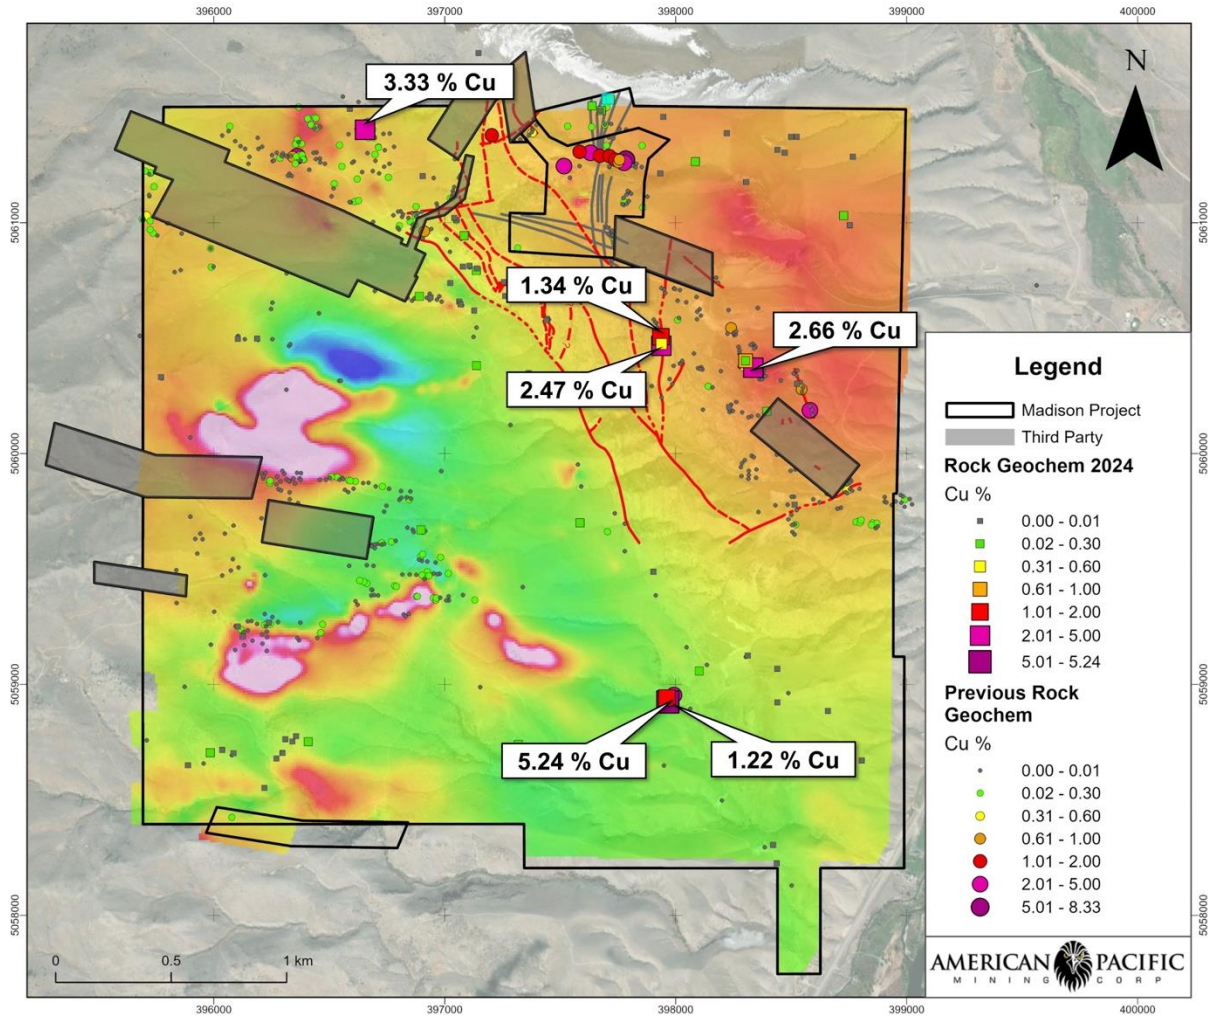 396000
397000
398000
399000
400000
3.33 % Cu
N
5061000
5061000
1.34 % Cu
2.66 % Cu
2.47 % Cu
5060000
5060000
5059000
5059000
5.24 % Cu
1.22 % Cu
5058000
5058000
Legend
Madison Project
Third Party
Rock Geochem 2024
Cu %
0.00 - 0.01
0.02 - 0.30
0.31 - 0.60
0.61 - 1.00
1.01 - 2.00
2.01 - 5.00
5.01 - 5.24
Previous Rock
Geochem
Cu %
0.00 - 0.01
0.02 - 0.30
0.31 - 0.60
0.61 - 1.00
1.01 - 2.00
2.01 - 5.00
5.01 - 8.33
0 0.5 1 km
AMERICAN PACIFIC
MINING CORP
396000
397000
398000
399000
400000